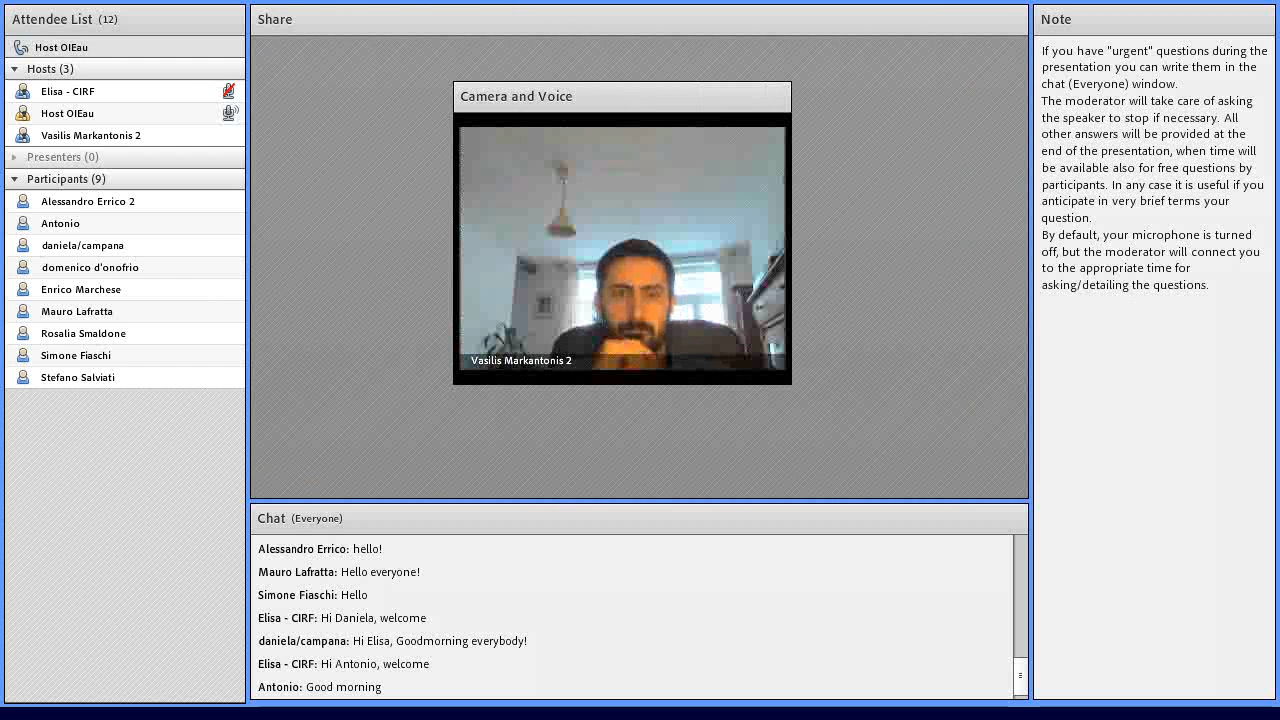 Attendee List (12)
Host OIEau
Hosts (3)
Elisa - CIRF
Host OIEau
Vasilis Markantonis 2
Presenters (0)
Participants (9)
Alessandro Errico 2
Antonio
daniela/campana
domenico d'onofrio
Enrico Marchese
Mauro Lafratta
Rosalia Smaldone
Simone Fiaschi
Stefano Salviati
Share
Camera and Voice
Vasilis Markantonis 2
Chat (Everyone)
Alessandro Errico: hello!
Mauro Lafratta: Hello everyone!
Simone Fiaschi: Hello
Elisa - CIRF: Hi Daniela, welcome
daniela/campana: Hi Elisa, Goodmorning everybody!
Elisa - CIRF: Hi Antonio, welcome
Antonio: Good morning
Note
If you have "urgent" questions during the
presentation you can write them in the
chat (Everyone) window.
The moderator will take care of asking
the speaker to stop if necessary. All
other answers will be provided at the
end of the presentation, when time will
be available also for free questions by
participants. In any case it is useful if you
anticipate in very brief terms your
question.
By default, your microphone is turned
off, but the moderator will connect you
to the appropriate time for
asking/detailing the questions.